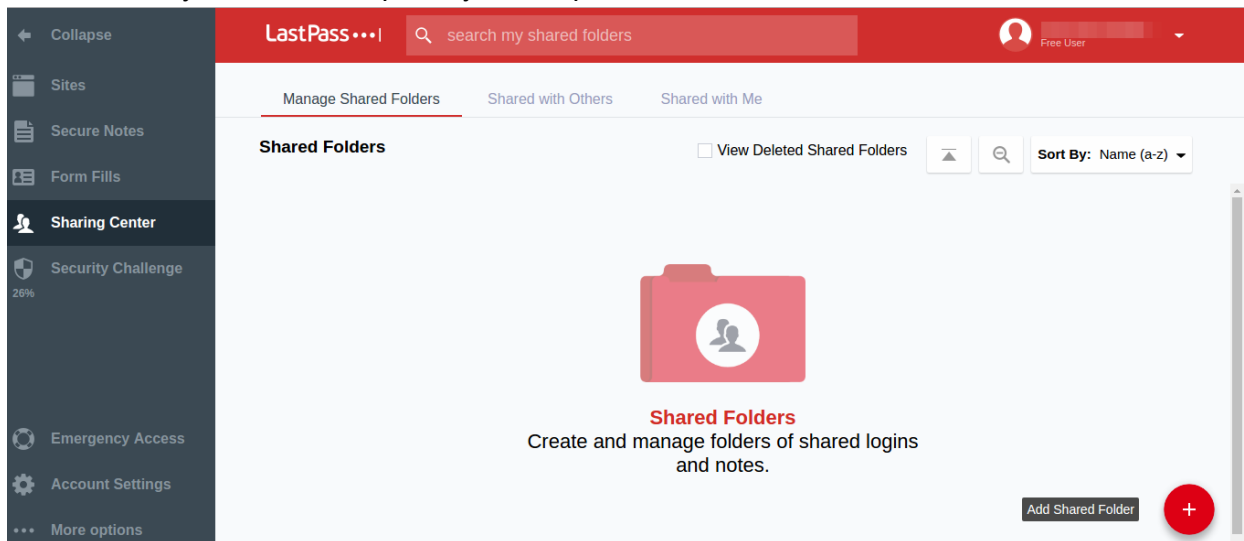 Collapse
LastPass
search my shared folders
Free User
Sites
Secure Notes
Form Fills
Sharing Center
Security Challenge
26%
Emergency Access
Account Settings
More options
Manage Shared Folders
Shared with Others
Shared with Me
Shared Folders
View Deleted Shared Folders
Sort By: Name (a-z)
Shared Folders
Create and manage folders of shared logins
and notes.
Add Shared Folder
+